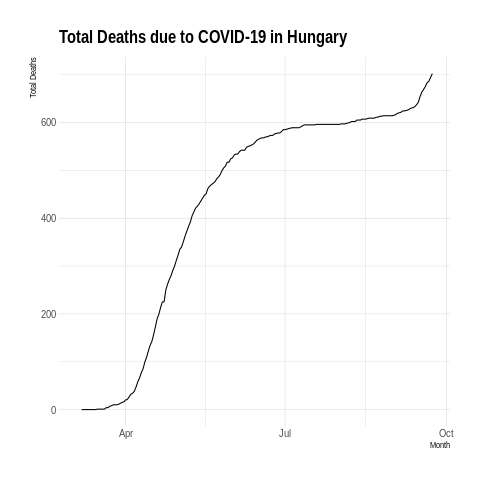 Total Deaths due to COVID-19 in Hungary
Total Deaths
600
400
200
0
Apr
Jul
Oct
Month